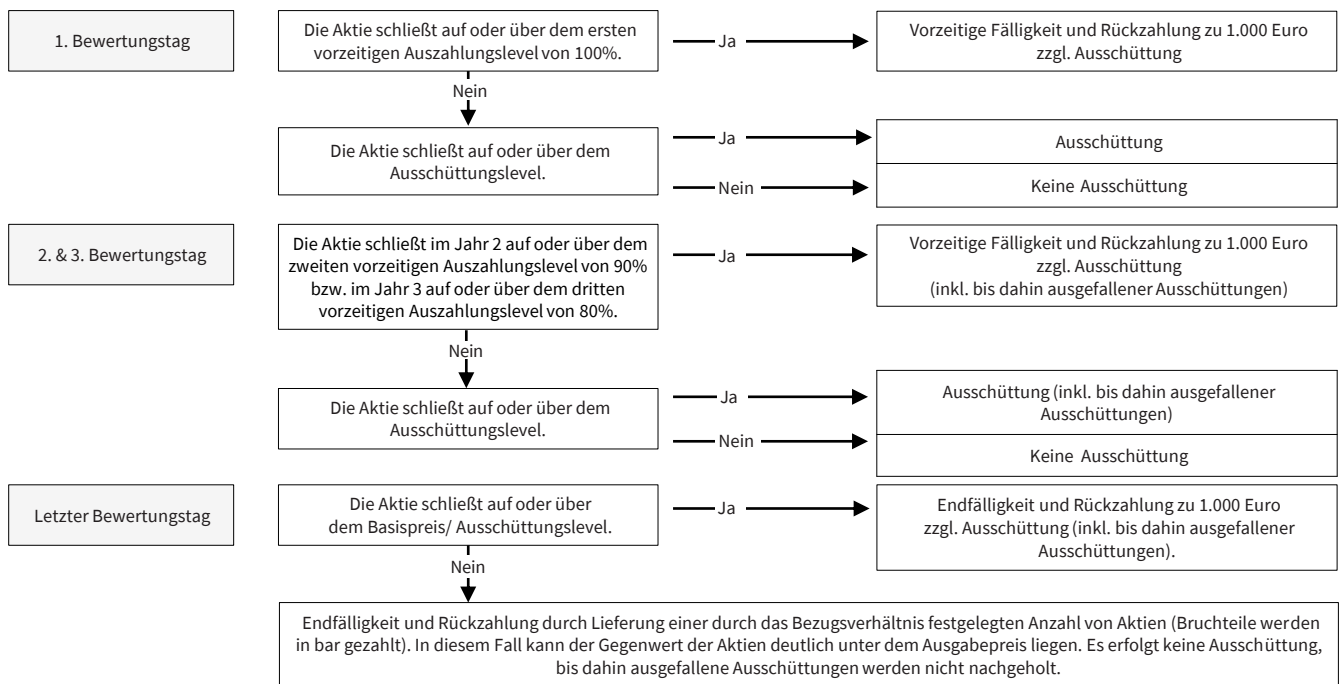 1. Bewertungstag
Die Aktie schließt auf oder über dem ersten
vorzeitigen Auszahlungslevel von 100%.
Ja
Vorzeitige Fälligkeit und Rückzahlung zu 1.000 Euro
zzgl. Ausschüttung
Nein
Die Aktie schließt auf oder über dem
Ausschüttungslevel.
Ja
Ausschüttung
Nein
Keine Ausschüttung
2. & 3. Bewertungstag
Die Aktie schließt im Jahr 2 auf oder über dem
zweiten vorzeitigen Auszahlungslevel von 90%
bzw. im Jahr 3 auf oder über dem dritten
vorzeitigen Auszahlungslevel von 80%.
Ja
Vorzeitige Fälligkeit und Rückzahlung zu 1.000 Euro
zzgl. Ausschüttung
(inkl. bis dahin ausgefallener Ausschüttungen)
Nein
Die Aktie schließt auf oder über dem
Ausschüttungslevel.
Ja
Ausschüttung (inkl. bis dahin ausgefallener
Ausschüttungen)
Nein
Keine Ausschüttung
Letzter Bewertungstag
Die Aktie schließt auf oder über
dem Basispreis/ Ausschüttungslevel.
Ja
Endfälligkeit und Rückzahlung zu 1.000 Euro
zzgl. Ausschüttung (inkl. bis dahin ausgefallener
Ausschüttungen).
Nein
Endfälligkeit und Rückzahlung durch Lieferung einer durch das Bezugsverhältnis festgelegten Anzahl von Aktien (Bruchteile werden
in bar gezahlt). In diesem Fall kann der Gegenwert der Aktien deutlich unter dem Ausgabepreis liegen. Es erfolgt keine Ausschüttung,
bis dahin ausgefallene Ausschüttungen werden nicht nachgeholt.